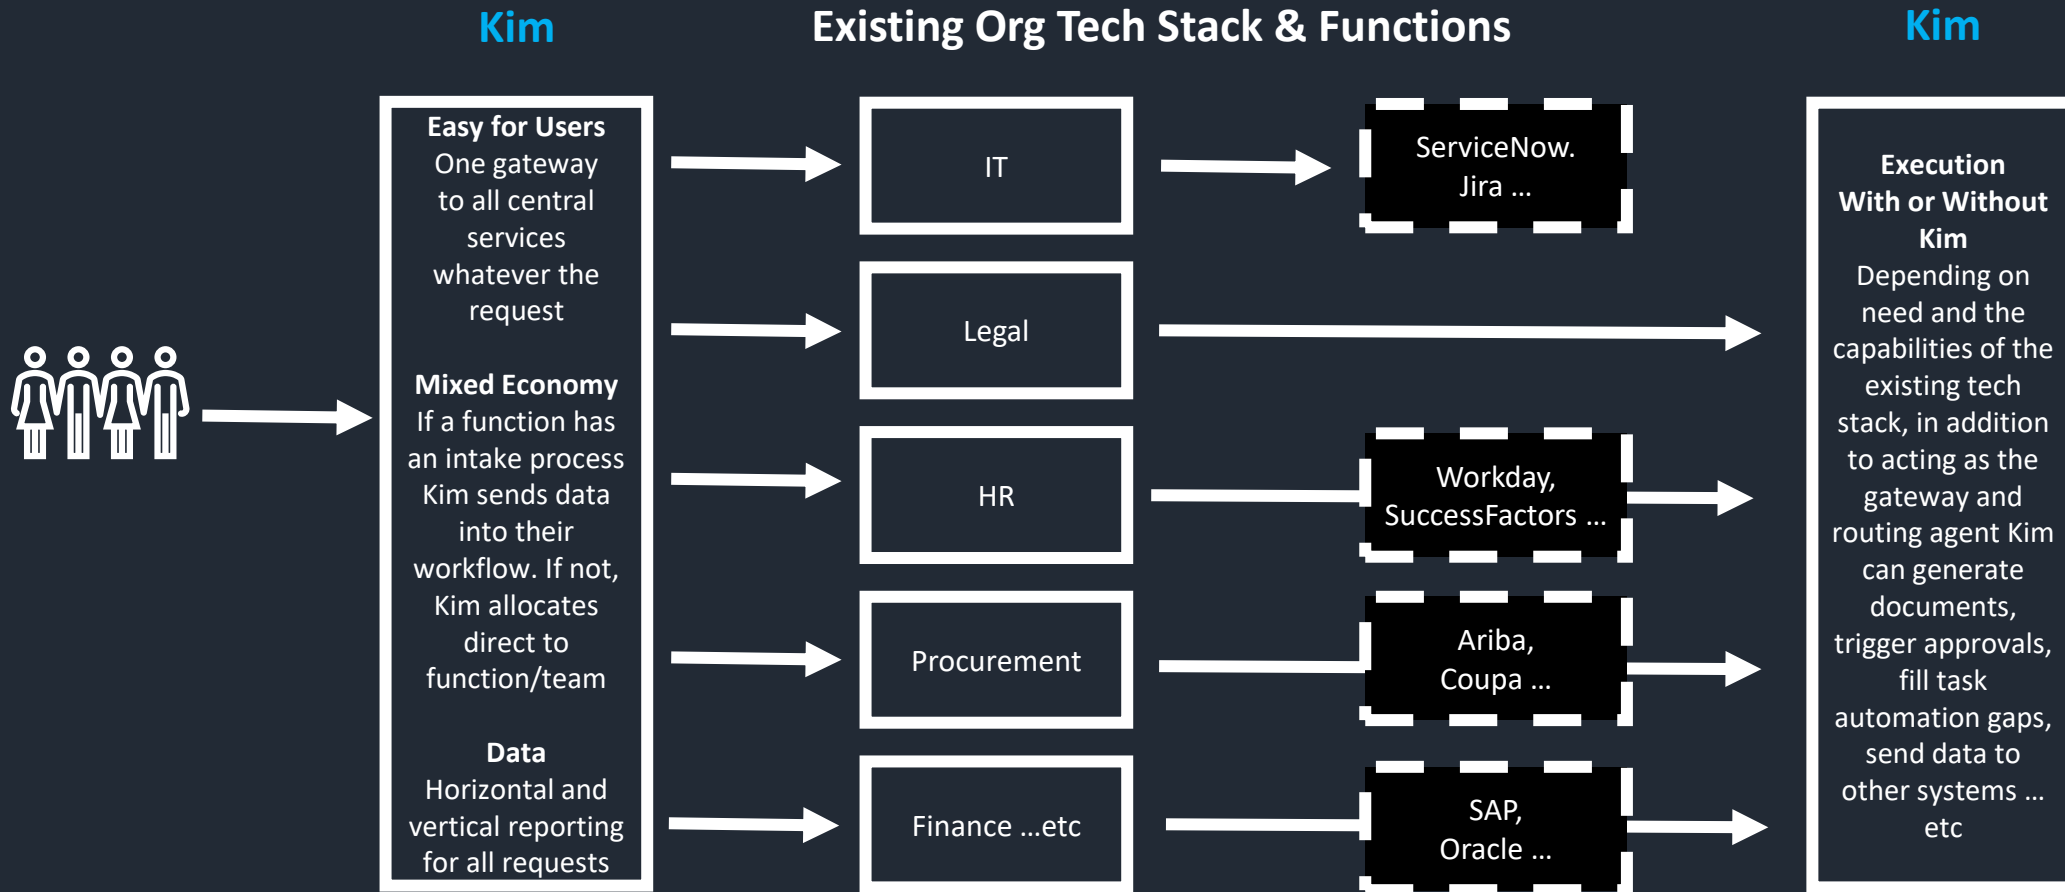 Kim
Existing Org Tech Stack & Functions
Kim
Easy for Users
One gateway
to all central
services
whatever the
request
Mixed Economy
If a function has
an intake process
Kim sends data
into their
workflow. If not,
Kim allocates
direct to
function/team
Data
Horizontal and
vertical reporting
for all requests
IT
ServiceNow.
Jira ...
Legal
HR
Workday,
SuccessFactors ...
Procurement
Ariba,
Coupa ...
Finance ...etc
SAP,
Oracle ...
Execution
With or Without
Kim
Depending on
need and the
capabilities of the
existing tech
stack, in addition
to acting as the
gateway and
routing agent Kim
can generate
documents,
trigger approvals,
fill task
automation gaps,
send data to
other systems ...
etc